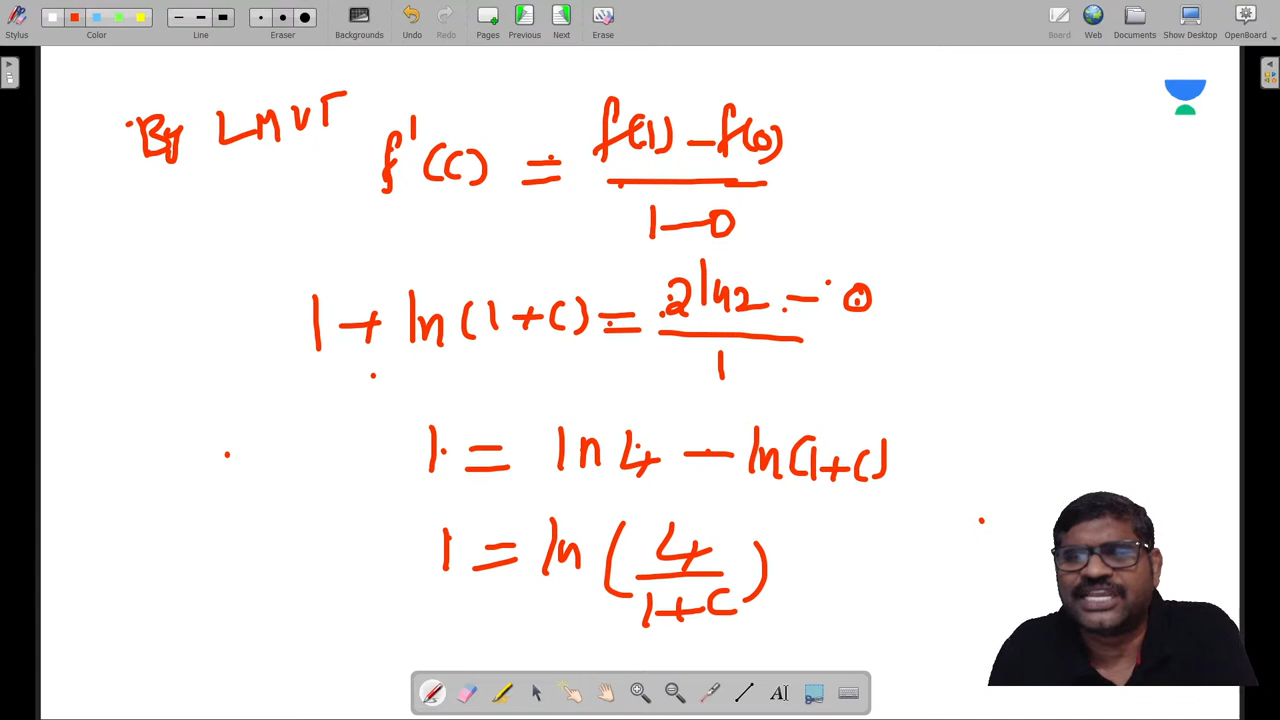 Stylus Color Line Eraser Backgrounds Undo Redo Pages Previous Next Erase Board Web Documents Show Desktop OpenBoard
By LMVT f'(c) = f(1) - f(0) / 1-0
1 + ln(1+c) = 2ln2 - 0 / 1
1 = ln4 - ln(1+c)
1 = ln(4/1+c)